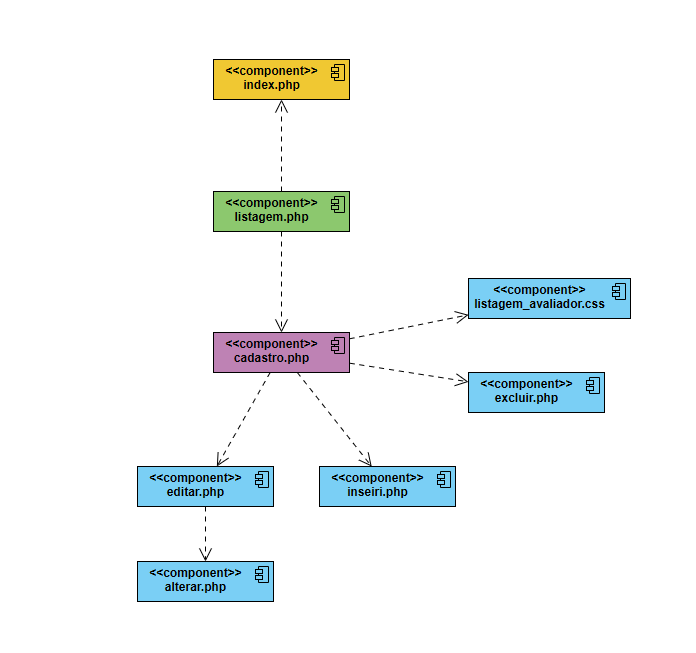 <<component>>
index.php
<<component>>
listagem.php
<<component>>
listagem_avaliador.css
<<component>>
cadastro.php
<<component>>
excluir.php
<<component>>
editar.php
<<component>>
inseiri.php
<<component>>
alterar.php